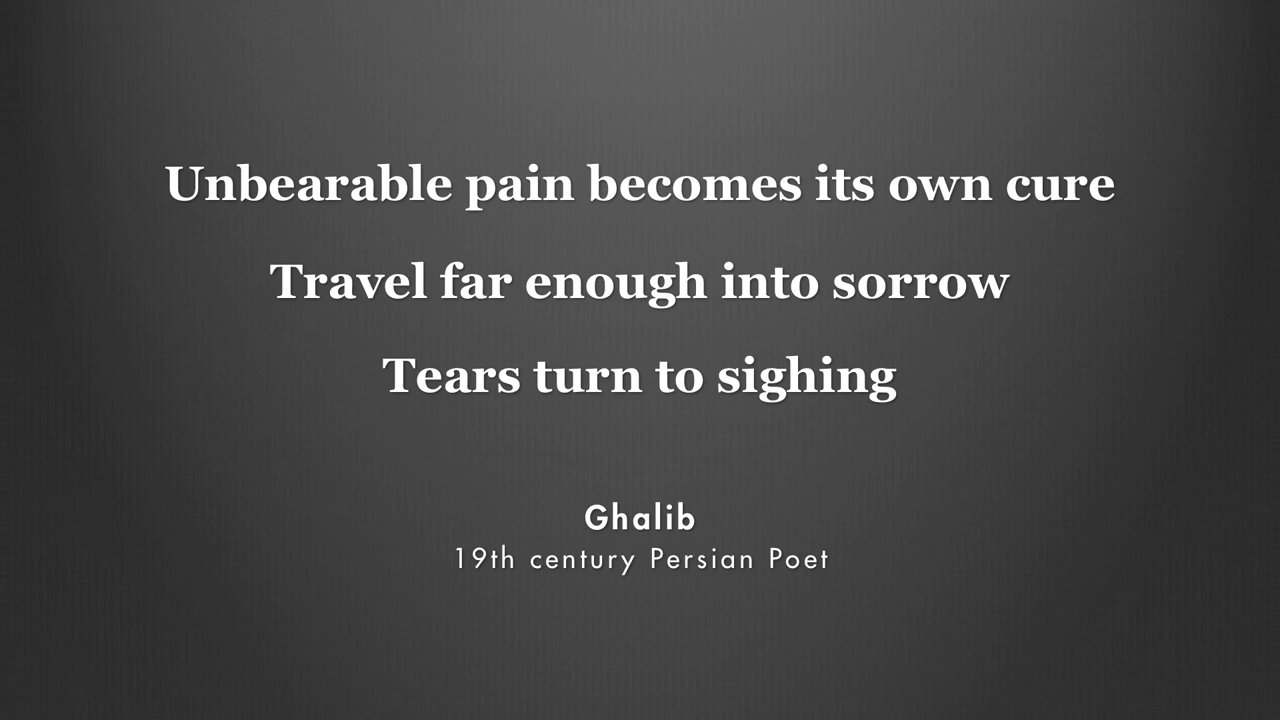 Unbearable pain becomes its own cure
Travel far enough into sorrow
Tears turn to sighing
Ghalib
19th century Persian Poet